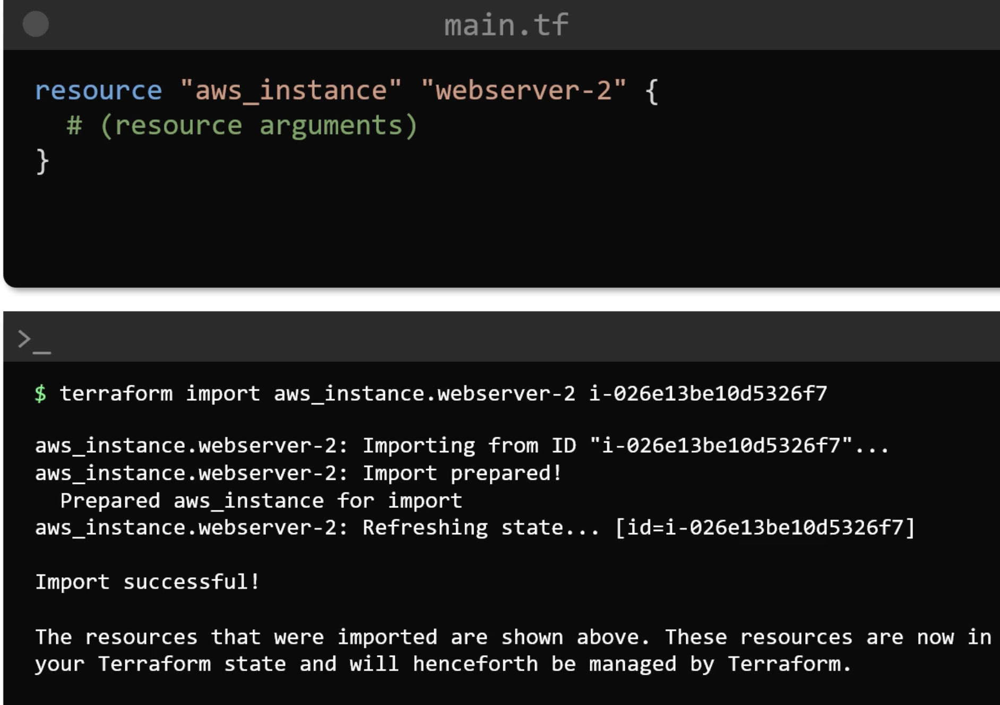 main.tf
resource "aws_instance" "webserver-2" {
  # (resource arguments)
}
>_
$ terraform import aws_instance.webserver-2 i-026e13be10d5326f7
aws_instance.webserver-2: Importing from ID "i-026e13be10d5326f7"...
aws_instance.webserver-2: Import prepared!
  Prepared aws_instance for import
aws_instance.webserver-2: Refreshing state... [id=i-026e13be10d5326f7]
Import successful!
The resources that were imported are shown above. These resources are now in
your Terraform state and will henceforth be managed by Terraform.